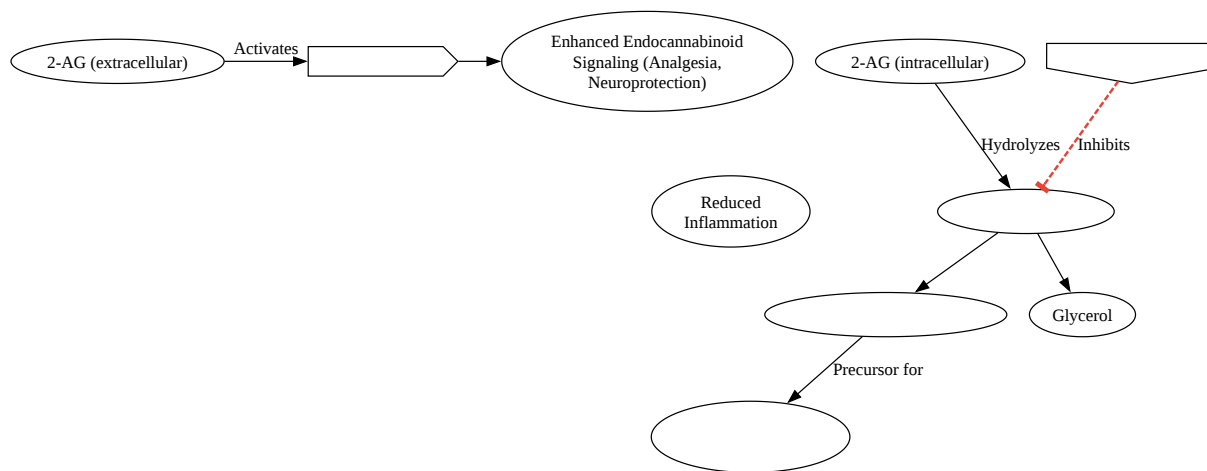 2-AG (extracellular)
Activates
Enhanced Endocannabinoid
Signaling (Analgesia,
Neuroprotection)
2-AG (intracellular)
Hydrolyzes
Inhibits
Reduced
Inflammation
Glycerol
Precursor for